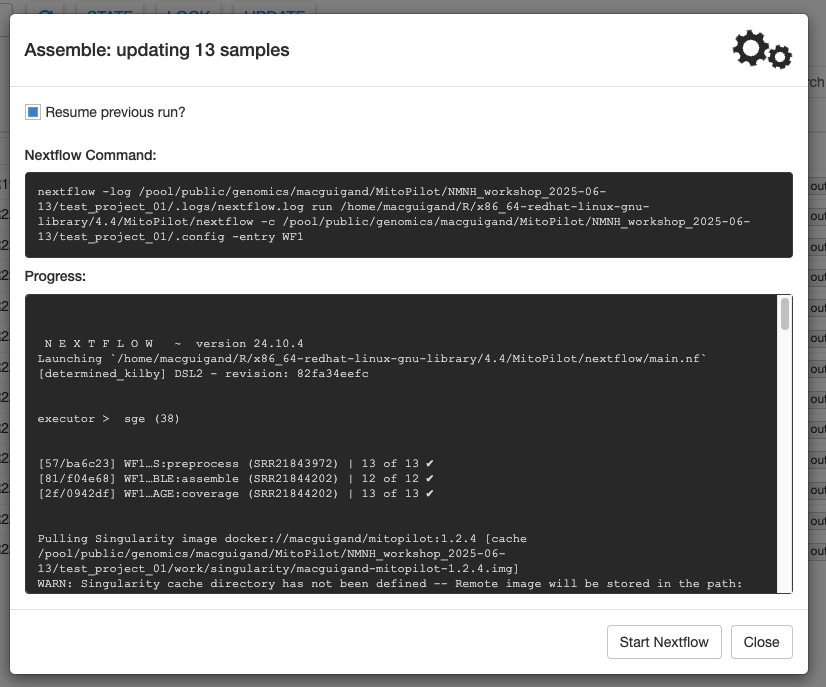 STATE LOCK UPDATE
Assemble: updating 13 samples
Resume previous run?
Nextflow Command:
nextflow -log /pool/public/genomics/macguigand/MitoPilot/NMNH_workshop_2025-06-
13/test_project_01/.logs/nextflow.log run /home/macguigand/R/x86_64-redhat-linux-gnu-
library/4.4/MitoPilot/nextflow -c /pool/public/genomics/macguigand/MitoPilot/NMNH_workshop_2025-06-
13/test_project_01/.config -entry WF1
Progress:
N E X T F L O W ~ version 24.10.4
Launching `/home/macguigand/R/x86_64-redhat-linux-gnu-library/4.4/MitoPilot/nextflow/main.nf`
[determined_kilby] DSL2 - revision: 82fa34eefc
executor > sge (38)
[57/ba6c23] WF1…S:preprocess (SRR21843972) | 13 of 13 ✔
[81/f04e68] WF1…BLE:assemble (SRR21844202) | 12 of 12 ✔
[2f/0942df] WF1…AGE:coverage (SRR21844202) | 13 of 13 ✔
Pulling Singularity image docker://macguigand/mitopilot:1.2.4 [cache
/pool/public/genomics/macguigand/MitoPilot/NMNH_workshop_2025-06-
13/test_project_01/work/singularity/macguigand-mitopilot-1.2.4.img]
WARN: Singularity cache directory has not been defined -- Remote image will be stored in the path:
Start Nextflow
Close